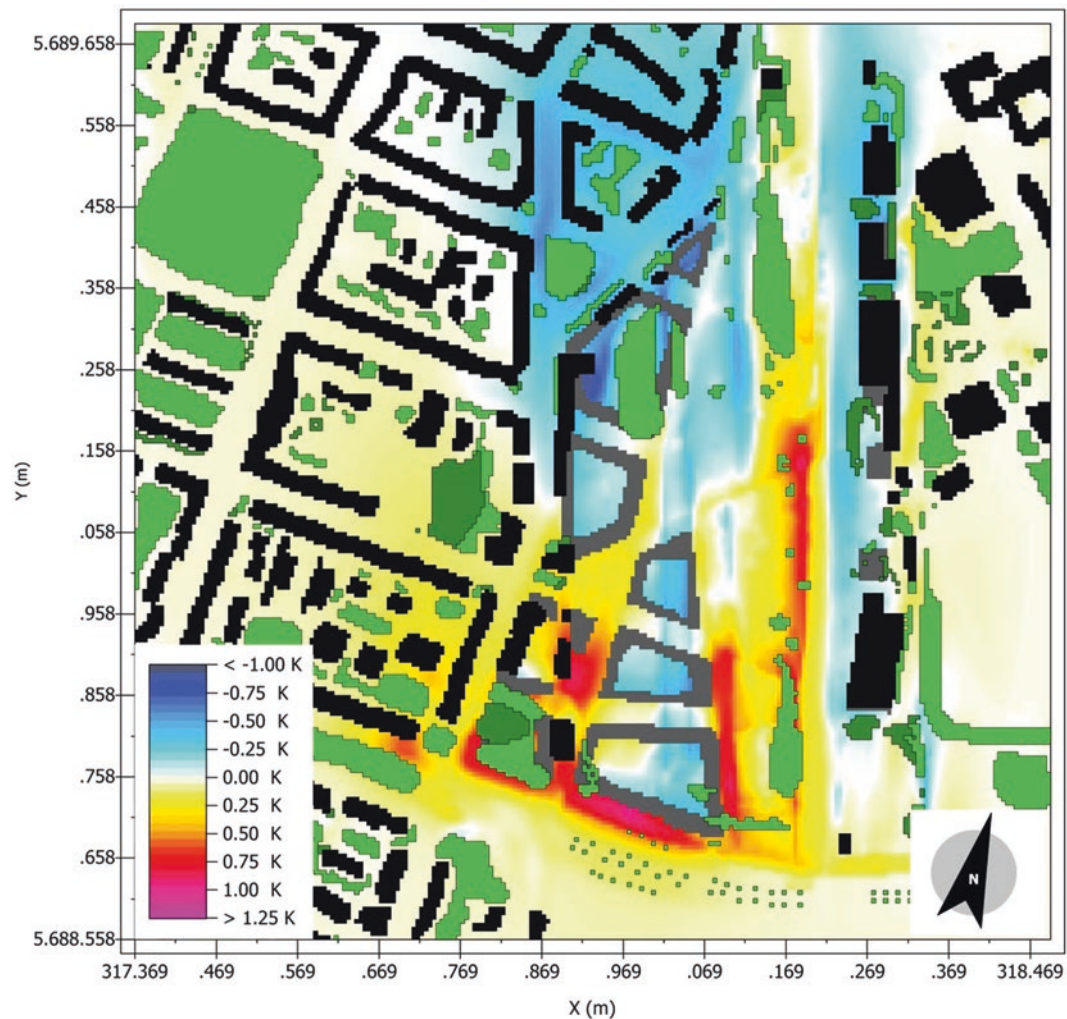 5.689.658
.558
.458
.358
.258
.158
.058
.958
.858
.758
.658
5.688.558
Y (m)
< -1.00 K
-0.75 K
-0.50 K
-0.25 K
0.00 K
0.25 K
0.50 K
0.75 K
1.00 K
> 1.25 K
N
317.369 .469 .569 .669 .769 .869 .969 .069 .169 .269 .369 318.469
X (m)